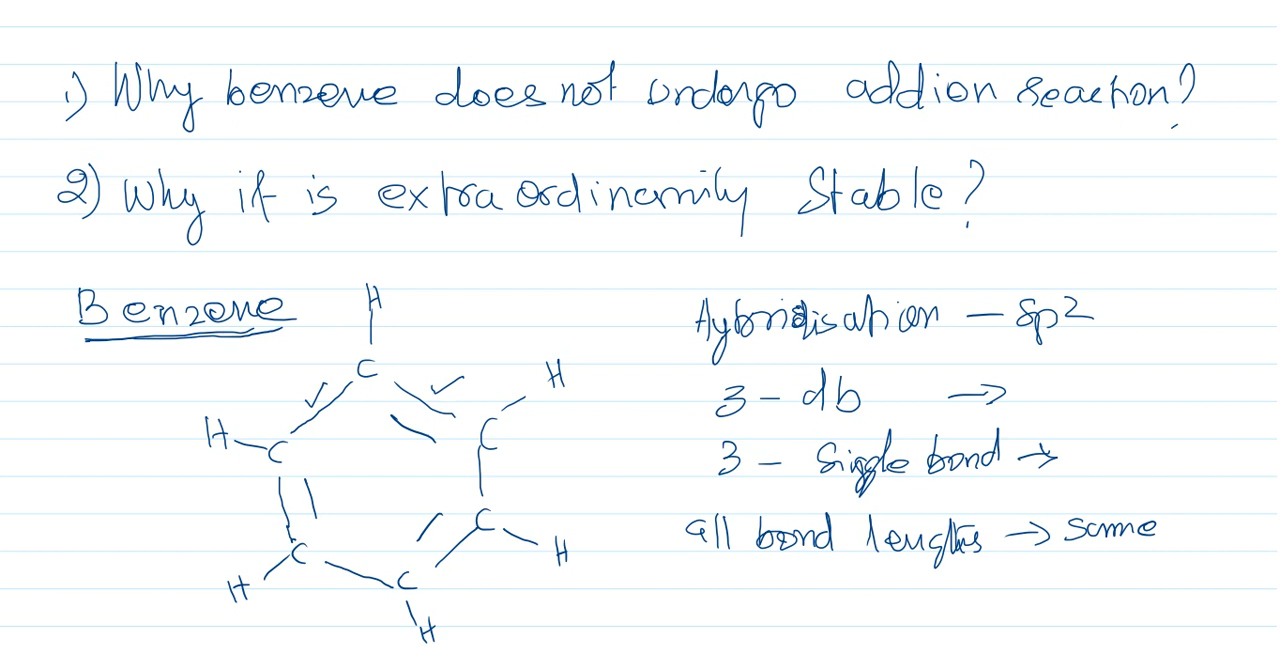 1) Why benzene does not undergo addion reaction?
2) Why it is extraordinarily stable?
Benzene
H
C
H
H
C
C
C
C
H
H
C
H
Hybridisation - sp2
3 - db →
3 - Single bond →
all bond lengths → same